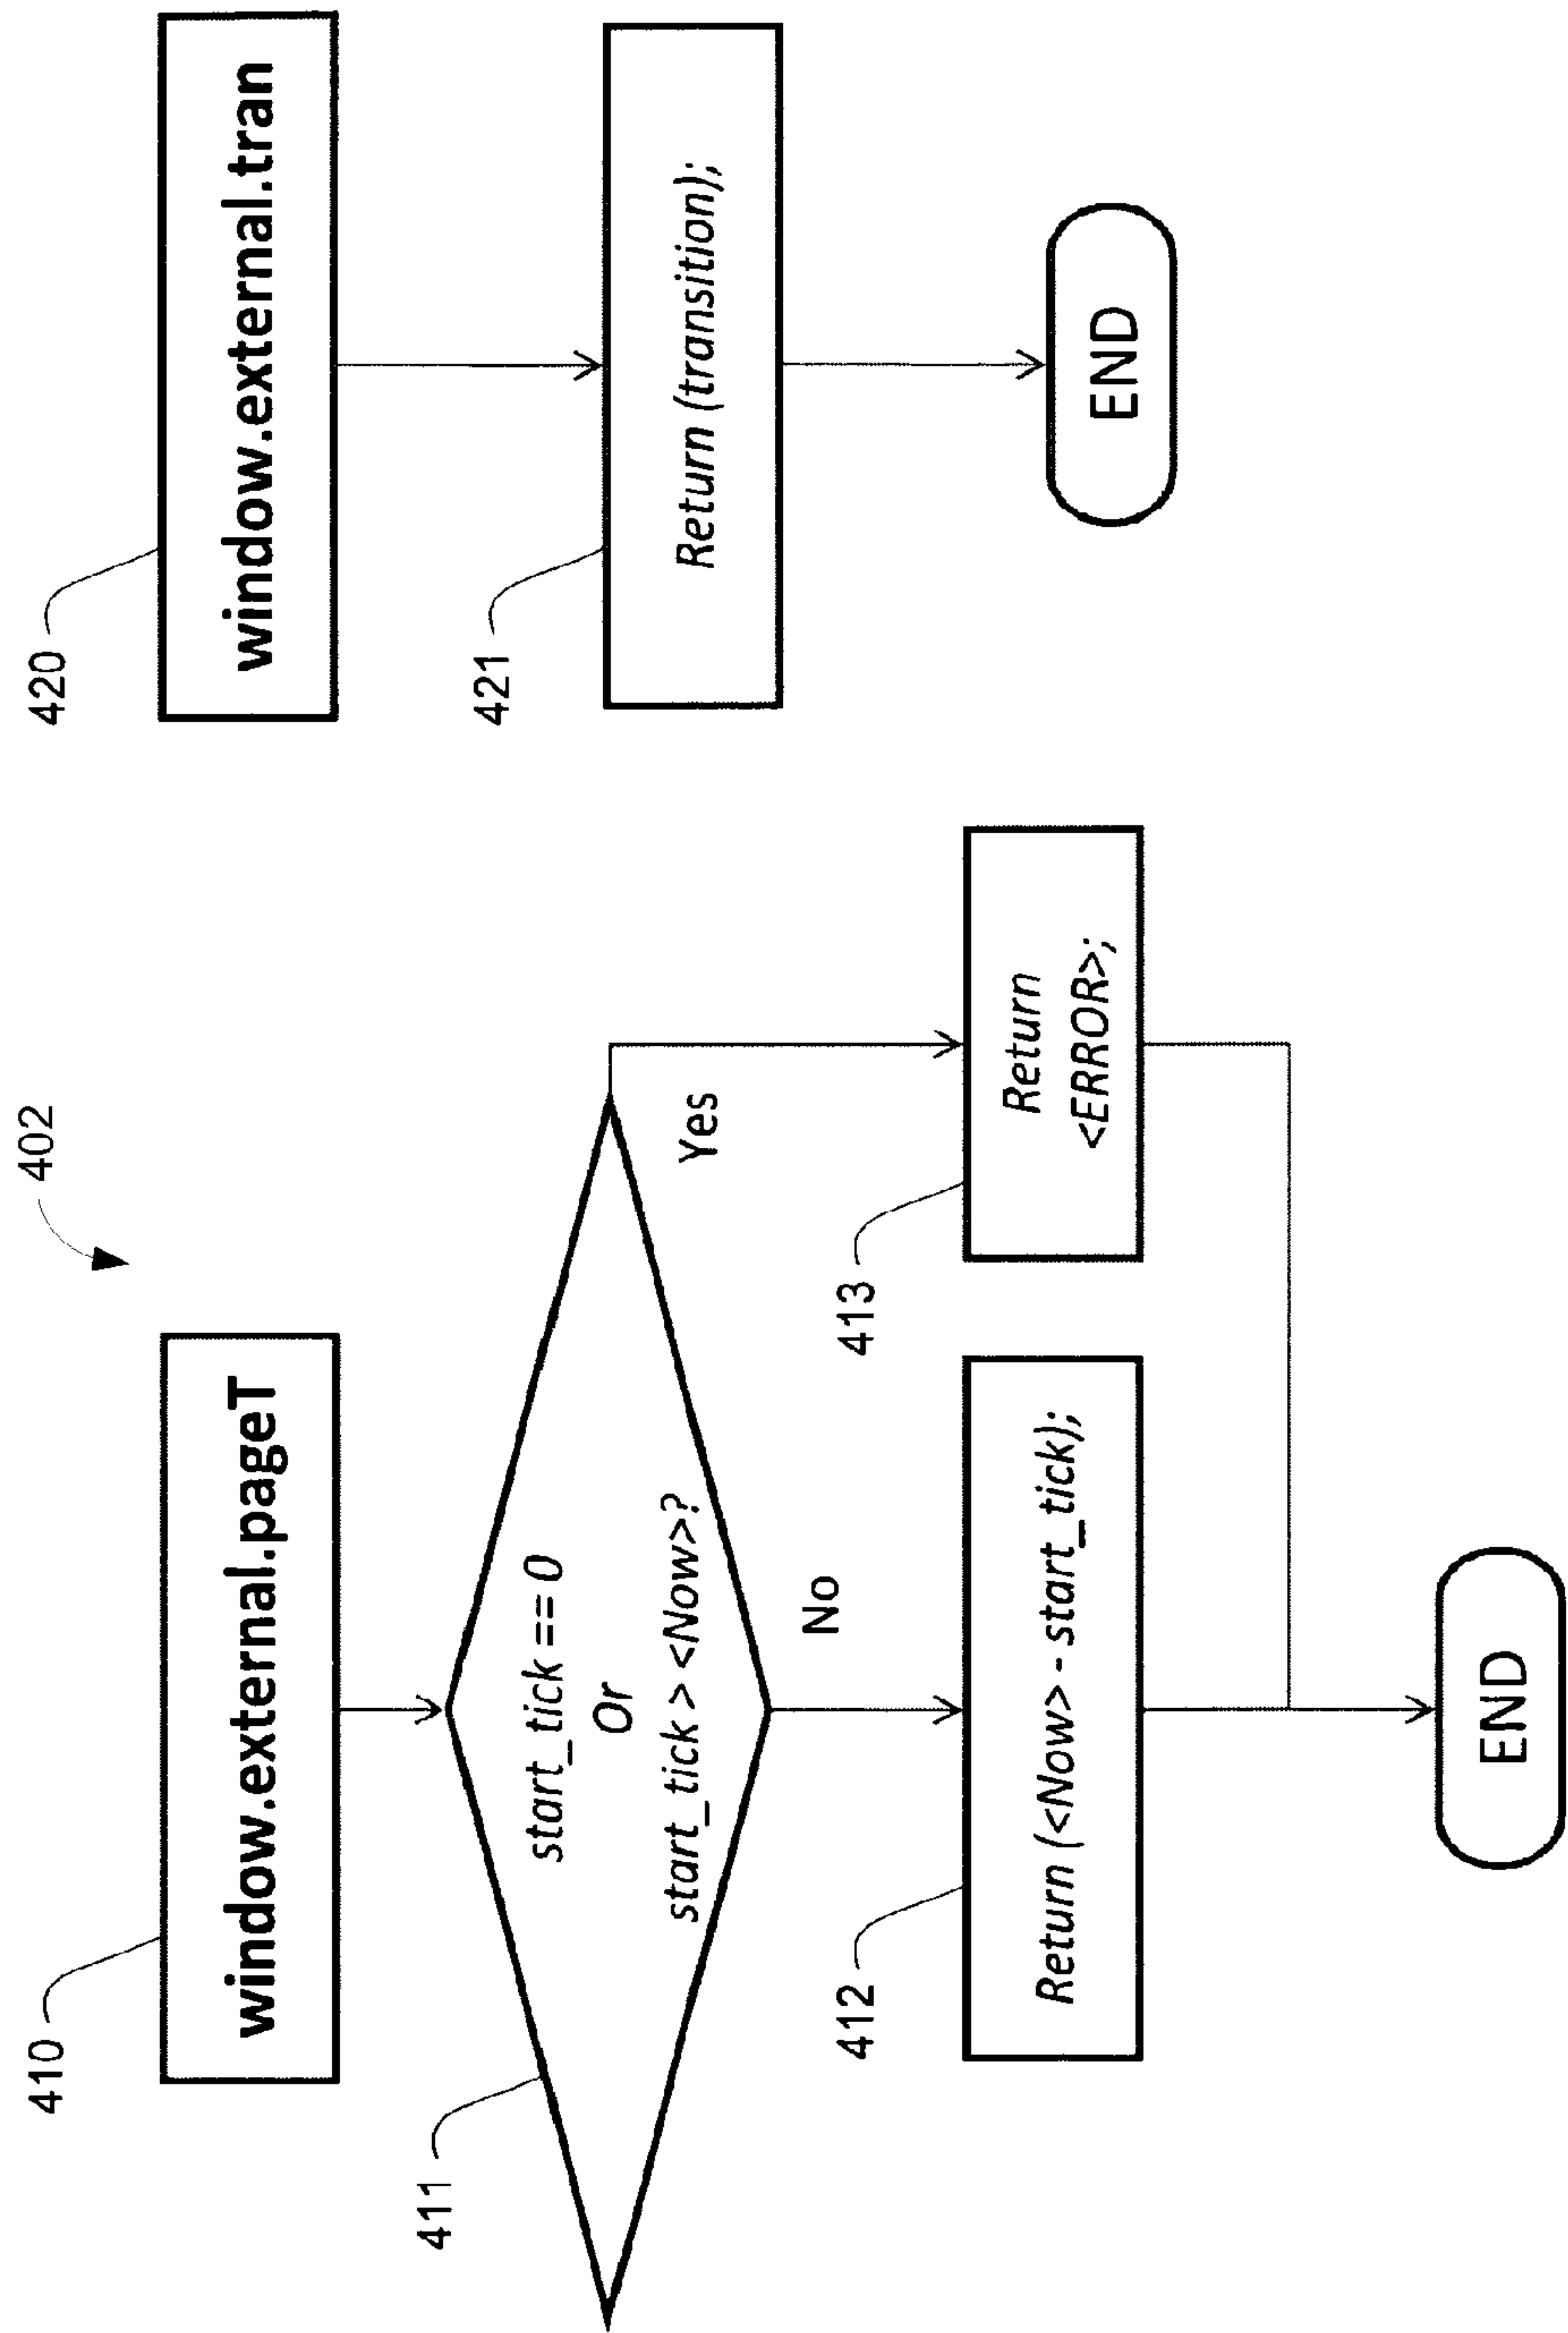 402
410
window.external.pageT
411
start_tick == 0
Or
start_tick > <Now>?
Yes
No
412
Return (<Now> - start_tick);
413
Return
<ERROR>;
END
420
window.external.tran
421
Return (transition);
END